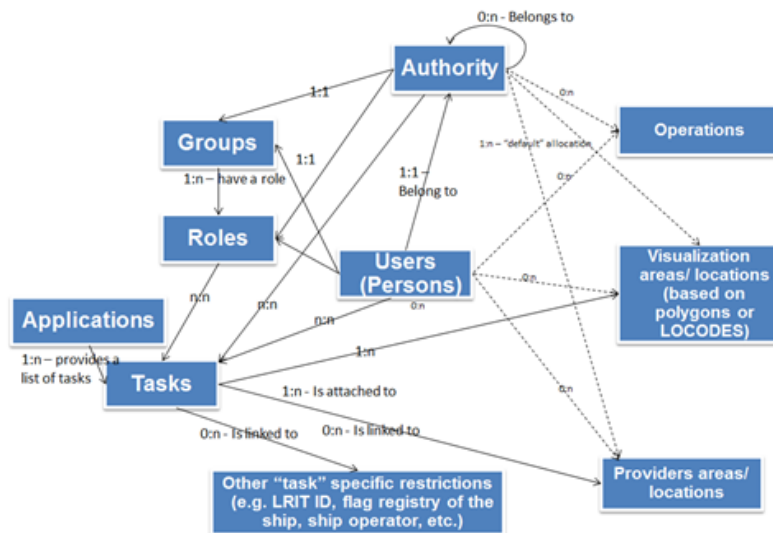 0:n - Belongs to
Authority
1:1
0:n
Operations
Groups
1:n – "default" allocation
1:1
1:n – have a role
1:1 –
Belong to
0:n
Roles
Users
(Persons)
Visualization
areas/ locations
(based on
polygons or
LOCODES)
0:n
n:n
n:n
n:n
0:n
Applications
1:n – provides a
list of tasks
1:n
Tasks
1:n - Is attached to
0:n
0:n - Is linked to
0:n - Is linked to
Providers areas/
locations
Other "task" specific restrictions
(e.g. LRIT ID, flag registry of the
ship, ship operator, etc.)